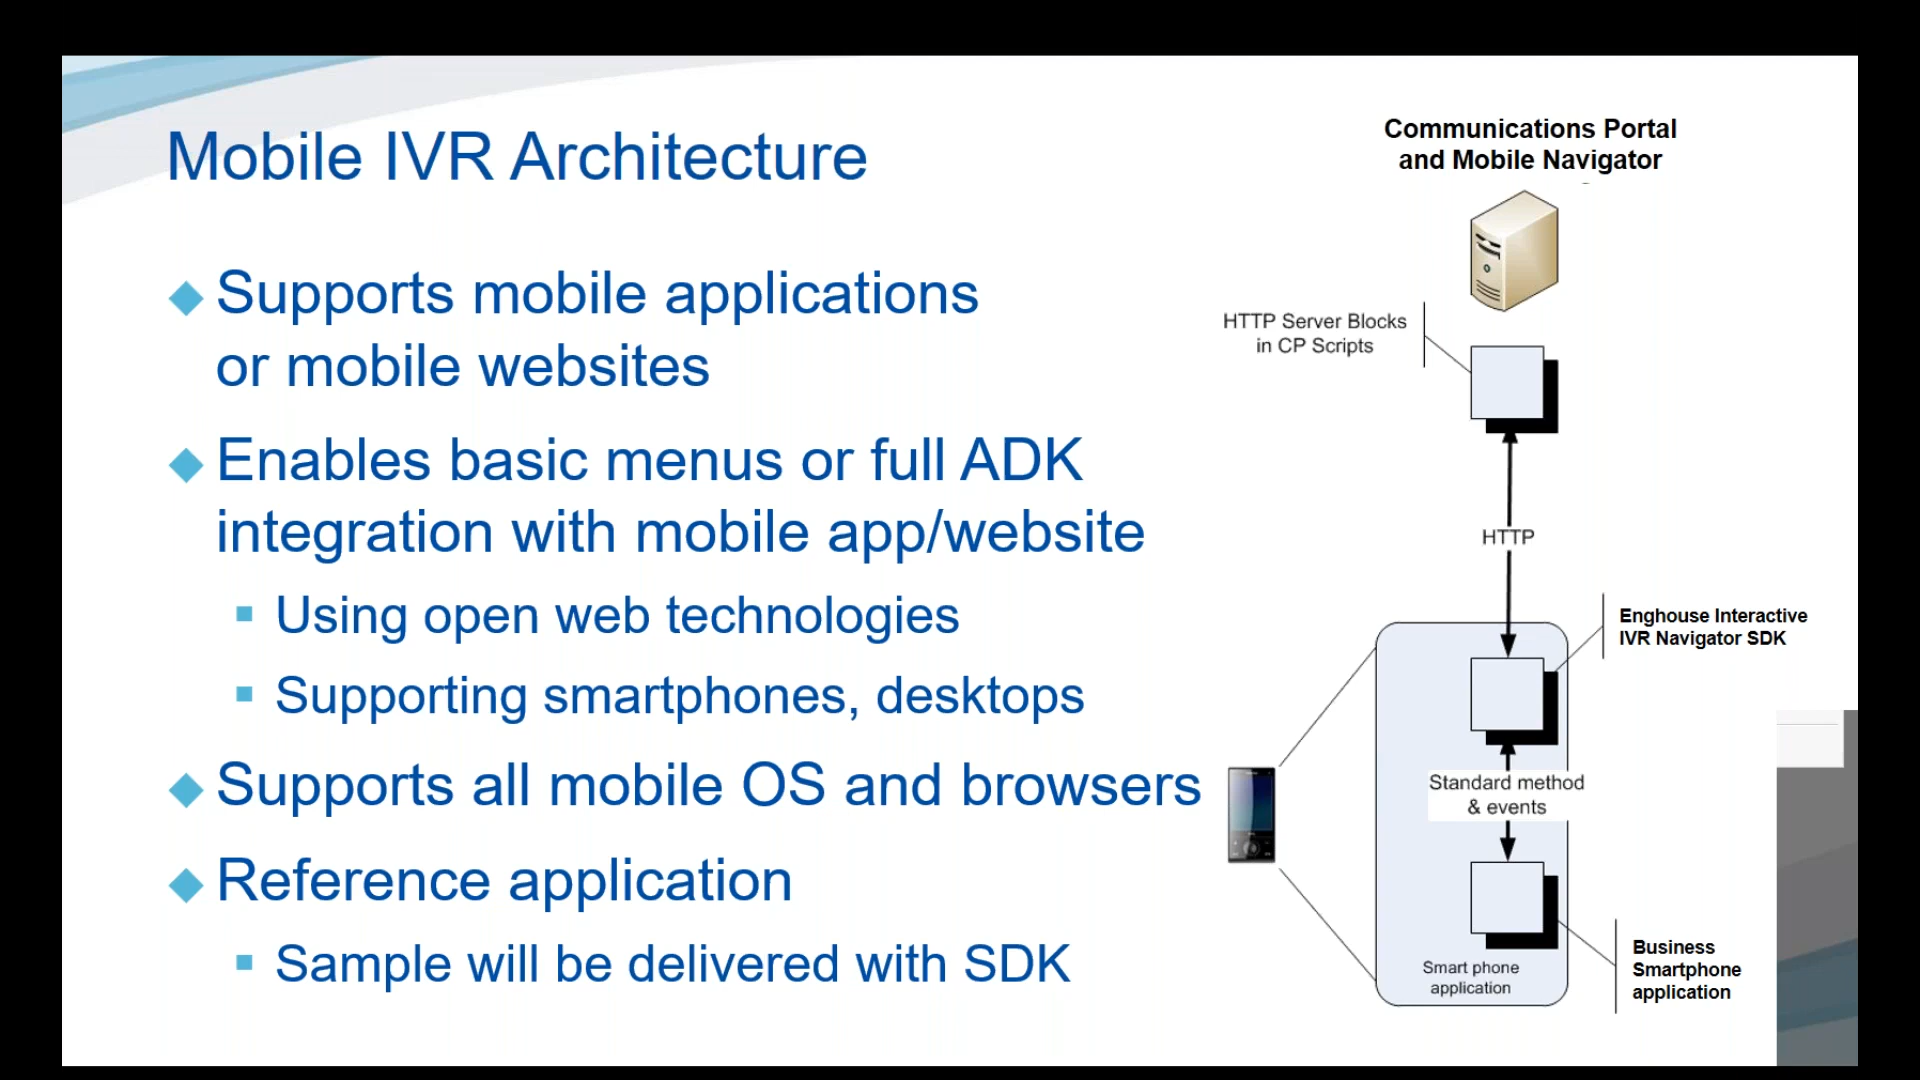 Mobile IVR Architecture
Supports mobile applications
or mobile websites
Enables basic menus or full ADK
integration with mobile app/website
Using open web technologies
Supporting smartphones, desktops
Supports all mobile OS and browsers
Reference application
Sample will be delivered with SDK
Communications Portal
and Mobile Navigator
HTTP Server Blocks
in CP Scripts
HTTP
Enghouse Interactive
IVR Navigator SDK
Standard method
& events
Smart phone
application
Business
Smartphone
application